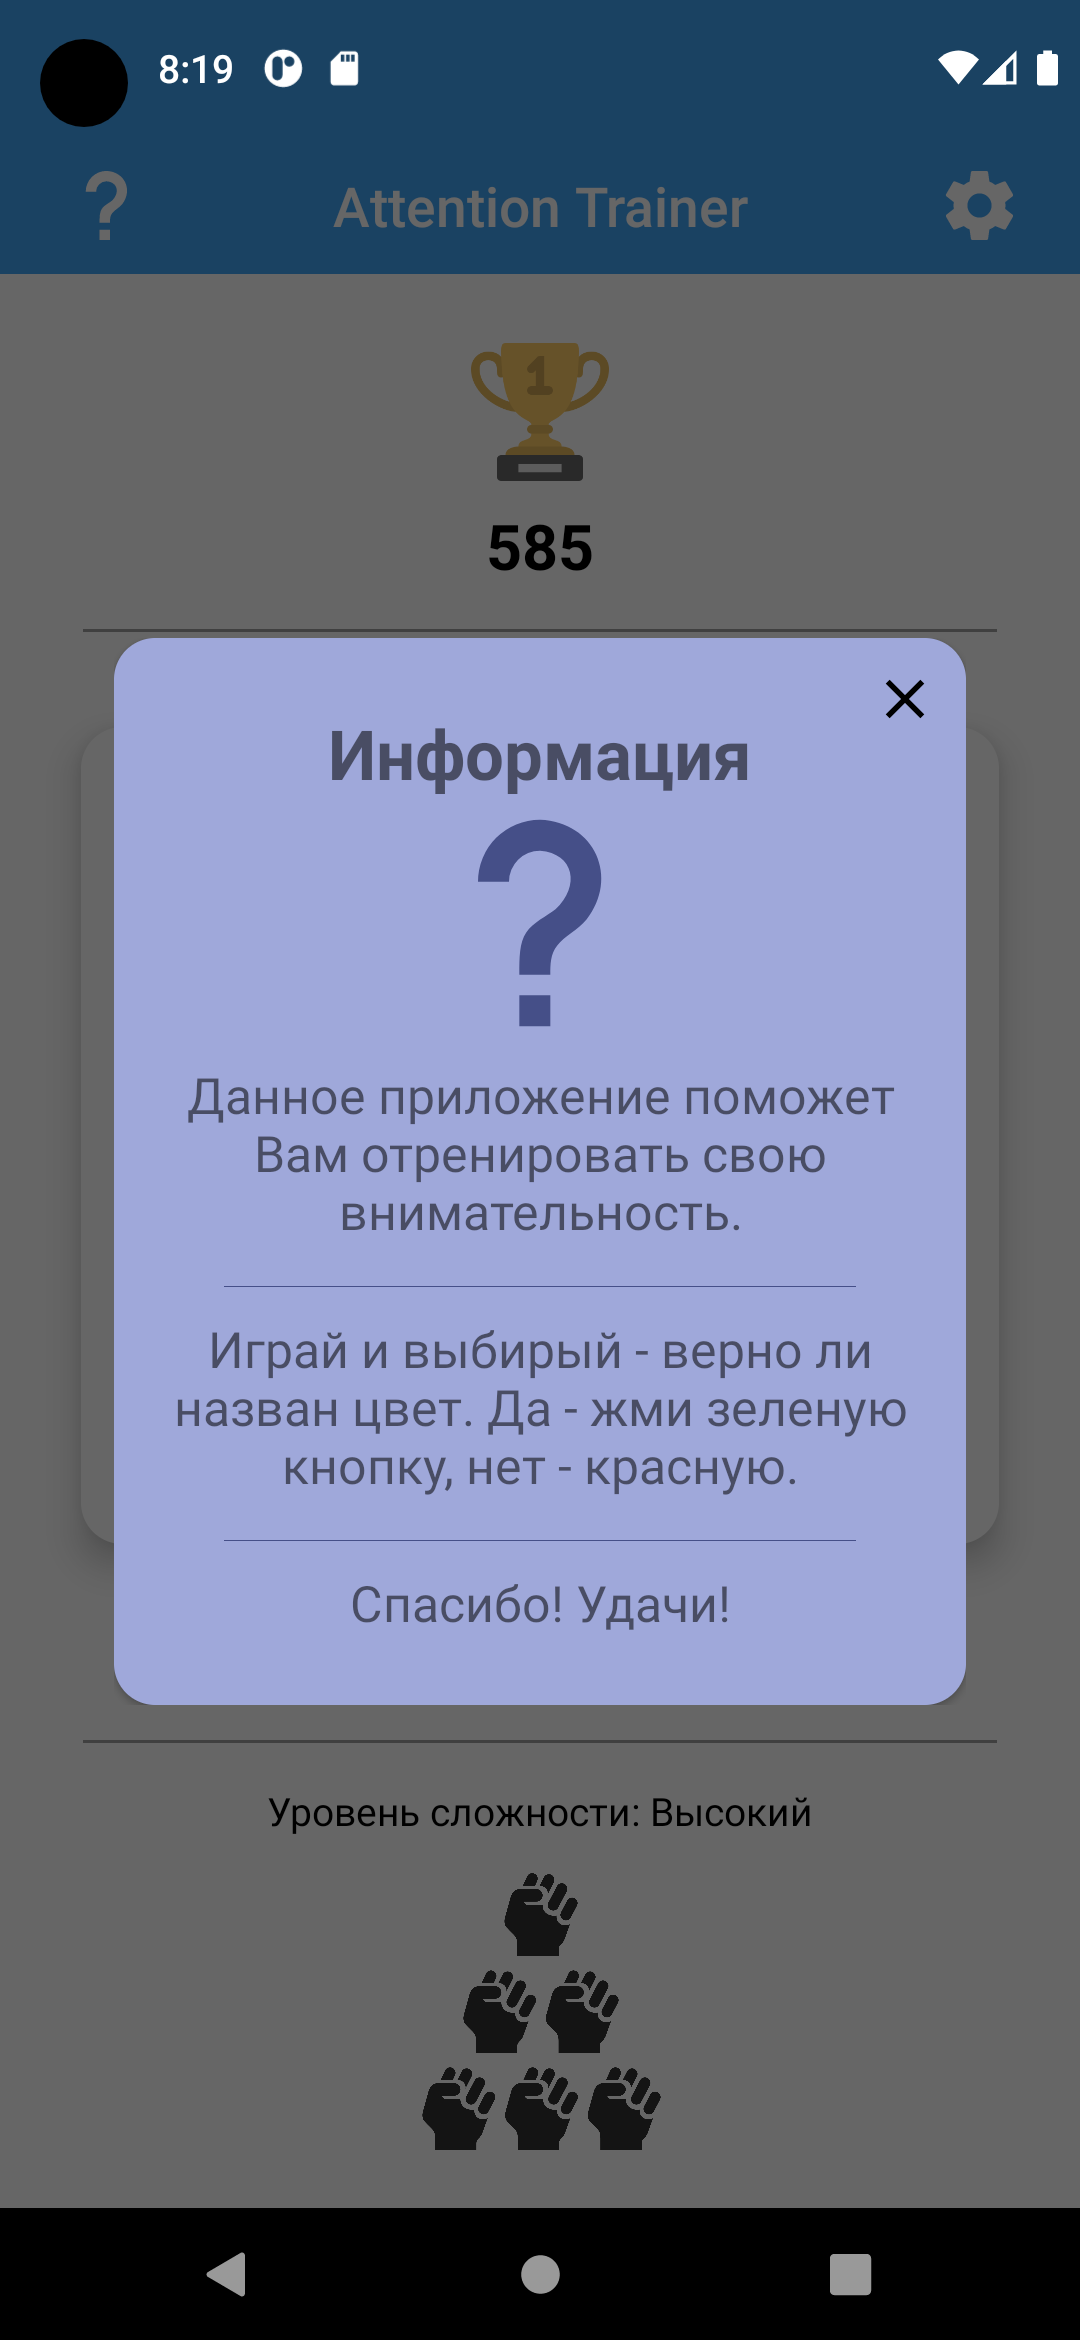 8:19
Attention Trainer
1
585
Информация
?
Данное приложение поможет
Вам отренировать свою
внимательность.
Играй и выбирый - верно ли
назван цвет. Да - жми зеленую
кнопку, нет - красную.
Спасибо! Удачи!
Уровень сложности: Высокий